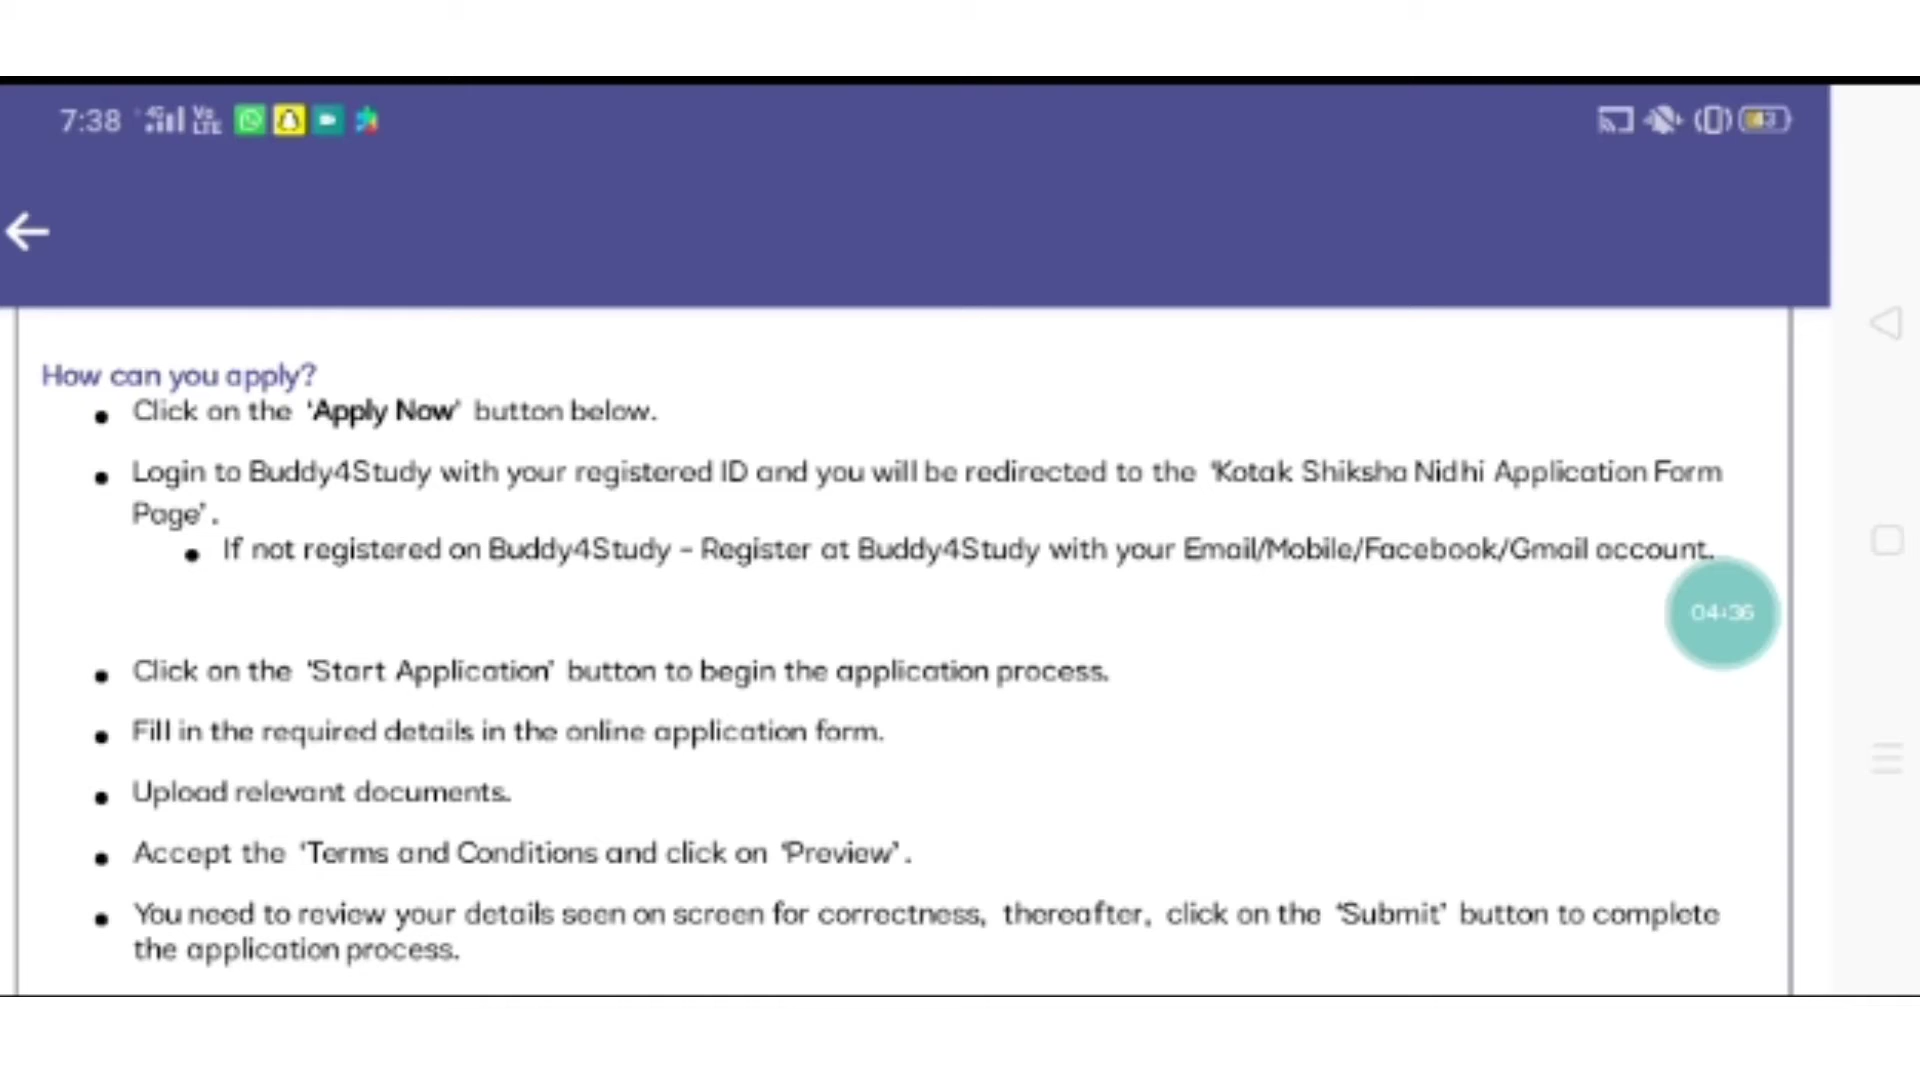 7:38 4G Vo LTE 43
How can you apply?
Click on the ‘Apply Now’ button below.
Login to Buddy4Study with your registered ID and you will be redirected to the ‘Kotak Shiksha Nidhi Application Form
Page’.
If not registered on Buddy4Study – Register at Buddy4Study with your Email/Mobile/Facebook/Gmail account.
04:36
Click on the ‘Start Application’ button to begin the application process.
Fill in the required details in the online application form.
Upload relevant documents.
Accept the ‘Terms and Conditions and click on ‘Preview’.
You need to review your details seen on screen for correctness, thereafter, click on the ‘Submit’ button to complete
the application process.